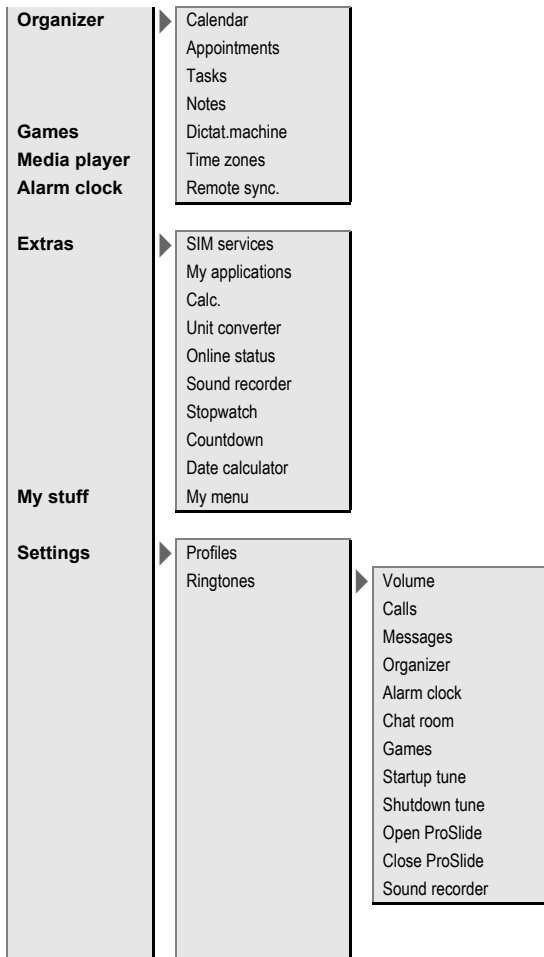 Organizer
Calendar
Appointments
Tasks
Notes
Games
Dictat.machine
Media player
Time zones
Alarm clock
Remote sync.
Extras
SIM services
My applications
Calc.
Unit converter
Online status
Sound recorder
Stopwatch
Countdown
Date calculator
My stuff
My menu
Settings
Profiles
Ringtones
Volume
Calls
Messages
Organizer
Alarm clock
Chat room
Games
Startup tune
Shutdown tune
Open ProSlide
Close ProSlide
Sound recorder